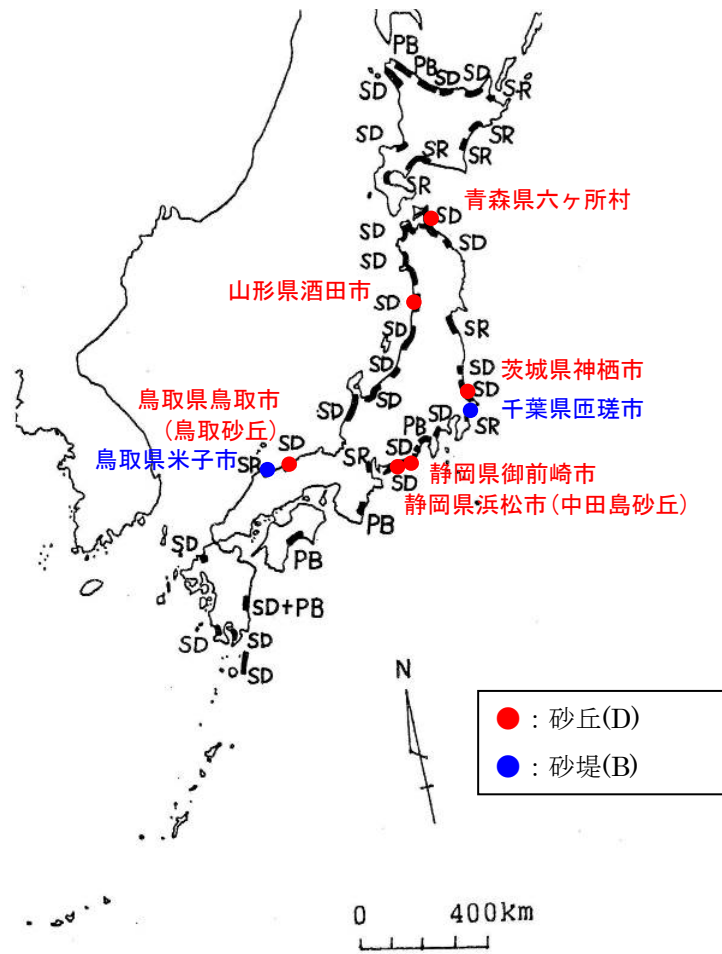 PB
PB
SD
SD
SR
SD
SD
SR
SR
SR
SR
青森県六ヶ所村
SD
SD
SD
SD
山形県酒田市
SD
SD
SR
SD
SD
茨城県神栖市
SD
千葉県匝瑳市
SR
鳥取県鳥取市
(鳥取砂丘)
SD
SD
SD
PB
SD
鳥取県米子市
SR
SD
SR
静岡県御前崎市
SD
静岡県浜松市(中田島砂丘)
PB
SD
PB
SD+PB
SD
SD
SD
N
●:砂丘(D)
●:砂堤(B)
0 400km